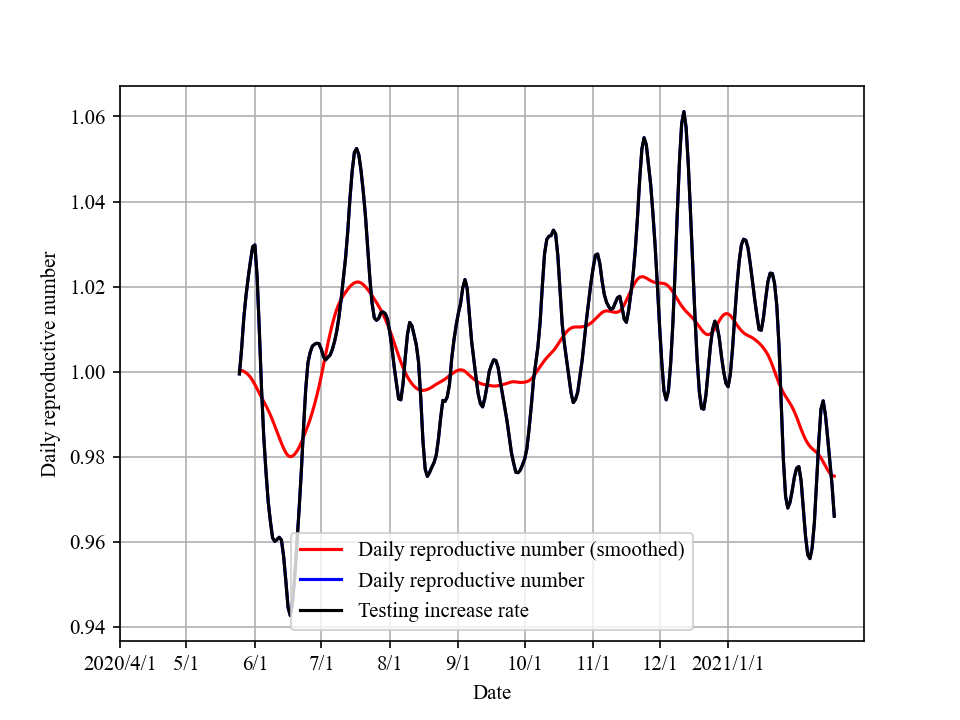 1.06
1.04
1.02
1.00
0.98
0.96
0.94
Daily reproductive number
Daily reproductive number (smoothed)
Daily reproductive number
Testing increase rate
2020/4/1 5/1 6/1 7/1 8/1 9/1 10/1 11/1 12/1 2021/1/1
Date